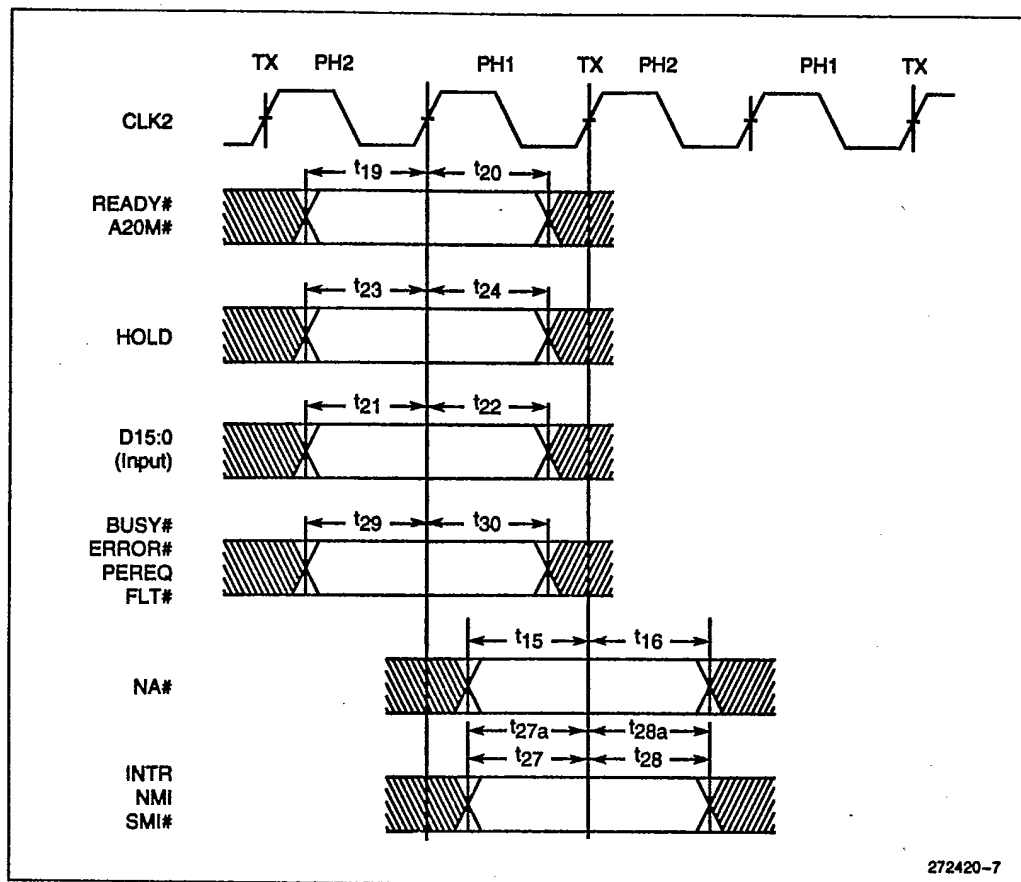 TX PH2 PH1 TX PH2 PH1 TX
CLK2
t19 t20
READY#
A20M#
t23 t24
HOLD
t21 t22
D15:0
(Input)
BUSY#
t29 t30
ERROR#
PEREQ
FLT#
t15 t16
NA#
t27a t28a
t27 t28
INTR
NMI
SMI#
272420-7